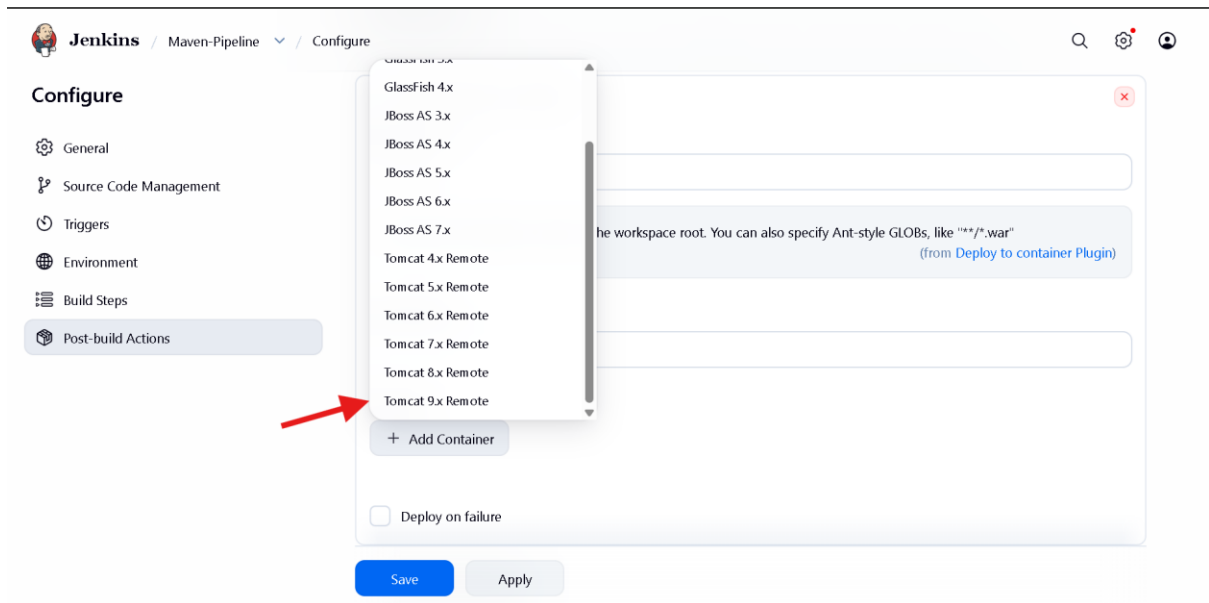 Jenkins / Maven-Pipeline / Configure
Configure
General
Source Code Management
Triggers
Environment
Build Steps
Post-build Actions
GlassFish 3.x
GlassFish 4.x
JBoss AS 3.x
JBoss AS 4.x
JBoss AS 5.x
JBoss AS 6.x
JBoss AS 7.x
Tomcat 4.x Remote
Tomcat 5.x Remote
Tomcat 6.x Remote
Tomcat 7.x Remote
Tomcat 8.x Remote
Tomcat 9.x Remote
he workspace root. You can also specify Ant-style GLOBs, like "**/*.war"
(from Deploy to container Plugin)
+ Add Container
Deploy on failure
Save
Apply